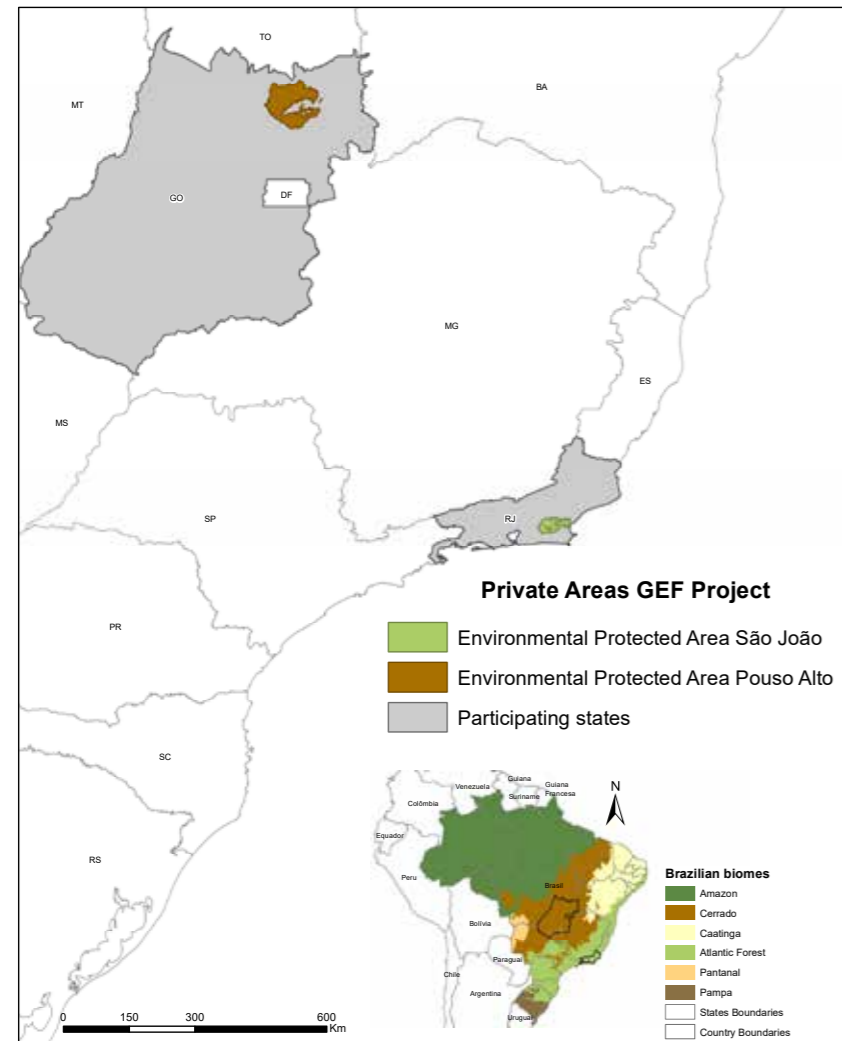 TO
BA
MT
GO
DF
MG
ES
MS
SP
RJ
PR
SC
RS
Private Areas GEF Project
Environmental Protected Area São João
Environmental Protected Area Pouso Alto
Participating states
Guiana
Venezuela
Guiana
Francesa
Suriname
Colômbia
N
Equador
Peru
Brasil
Bolívia
Paraguai
Chile
Argentina
Uruguai
Brazilian biomes
Amazon
Cerrado
Caatinga
Atlantic Forest
Pantanal
Pampa
States Boundaries
Country Boundaries
0 150 300 600
Km